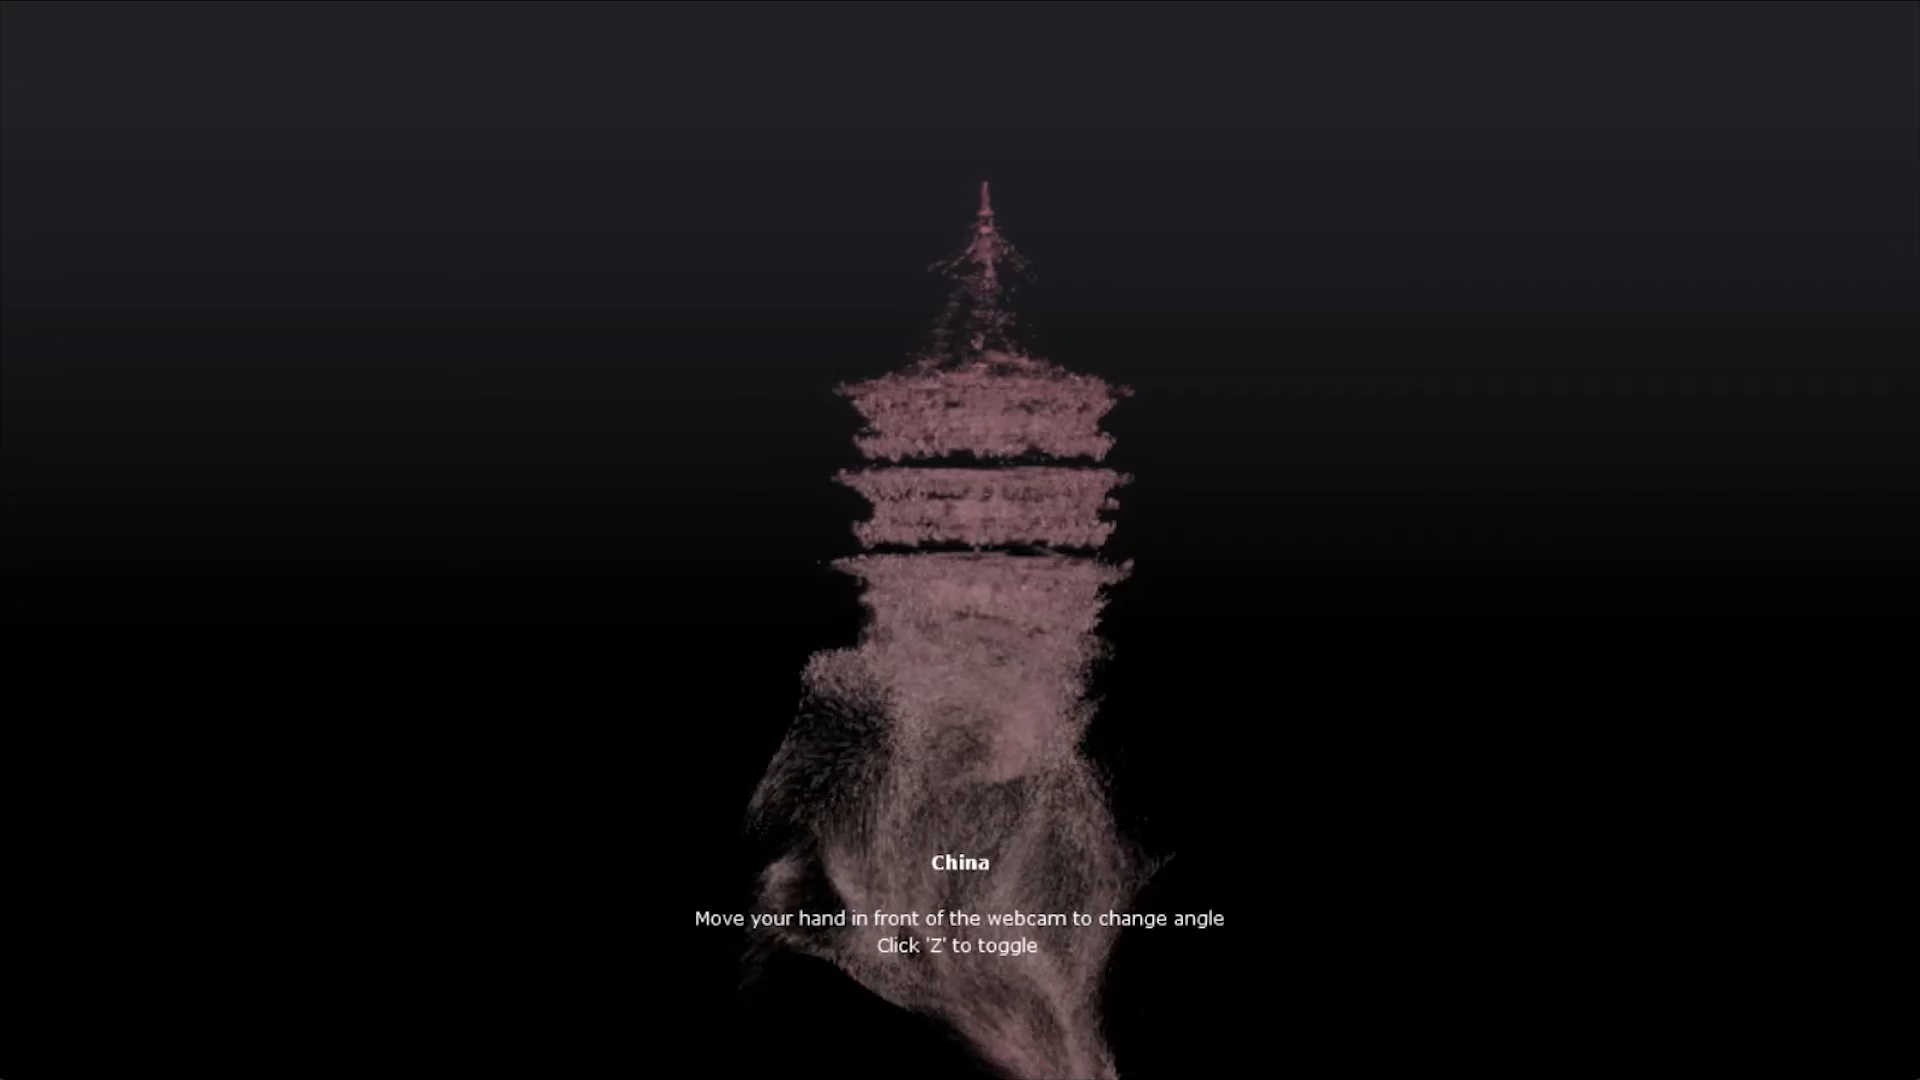 China
Move your hand in front of the webcam to change angle
Click 'Z' to toggle